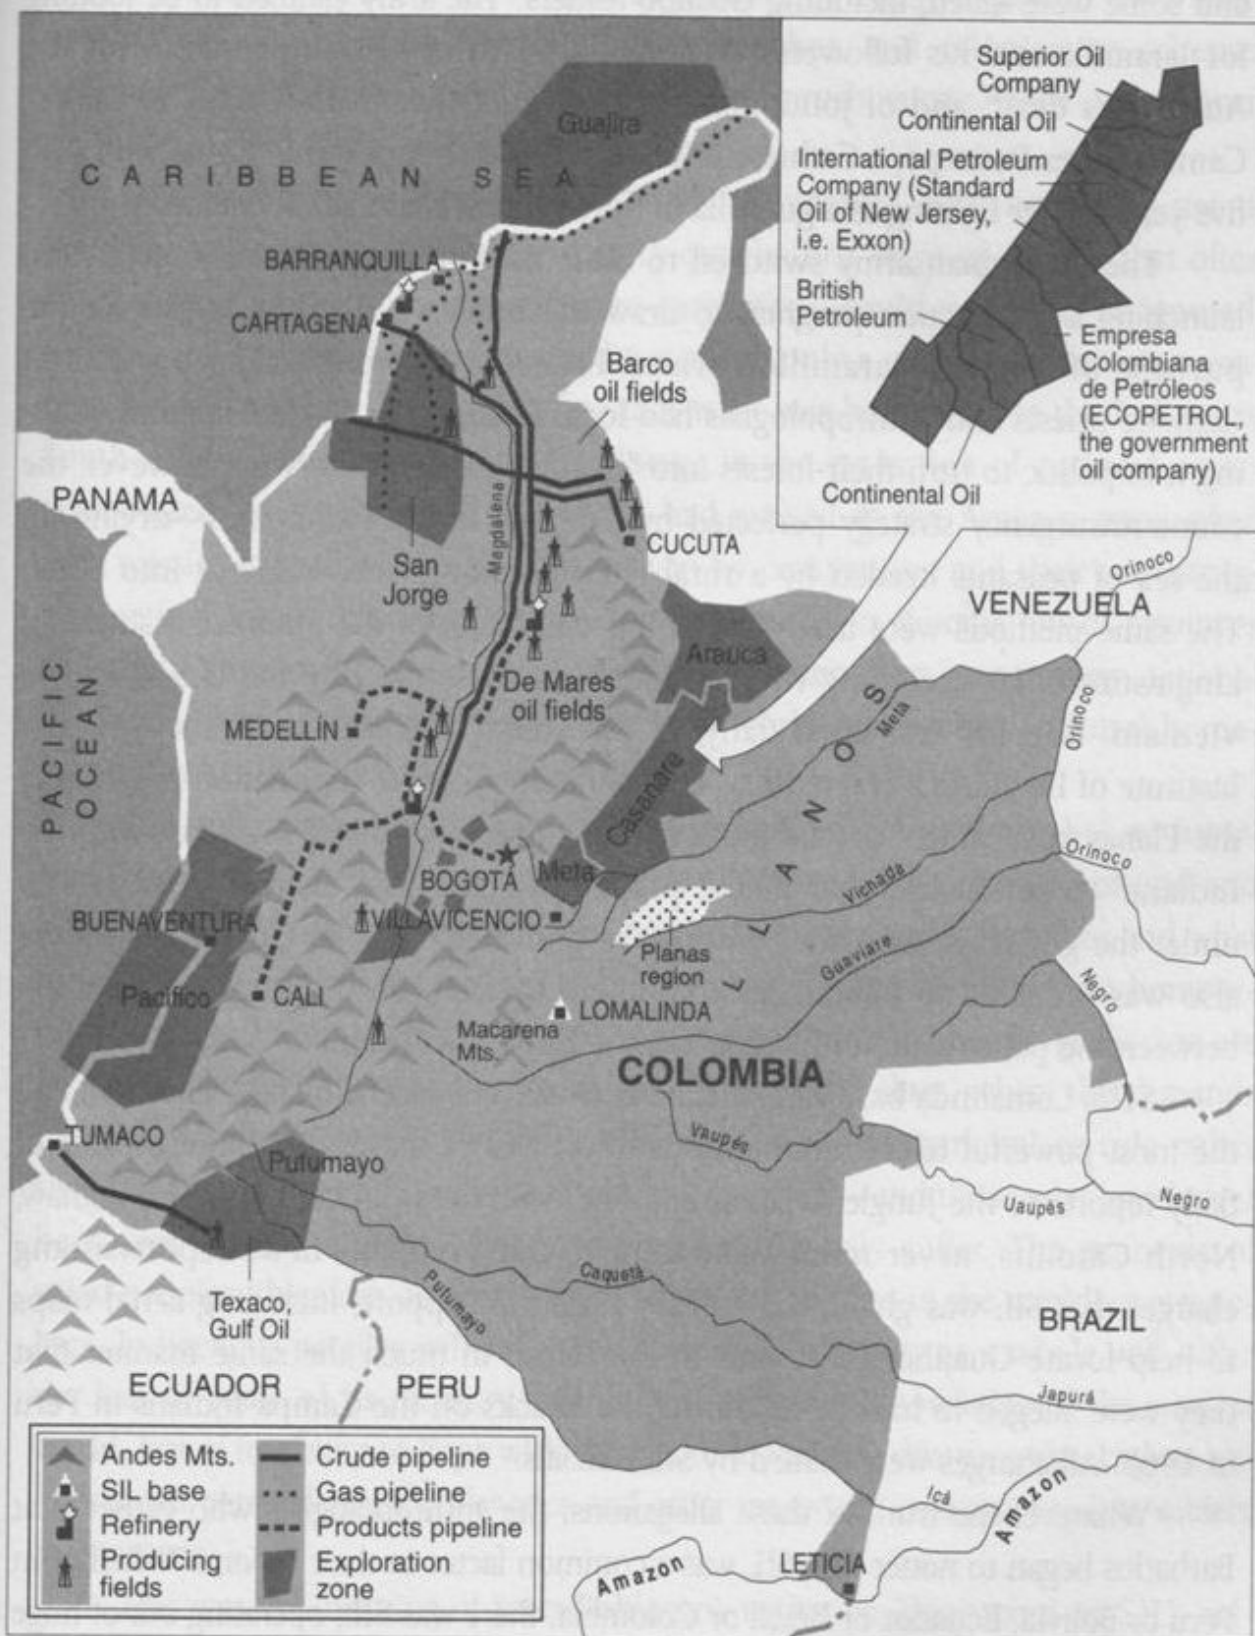 Guajira
CARIBBEAN SEA
BARRANQUILLA
CARTAGENA
Superior Oil
Company
Continental Oil
International Petroleum
Company (Standard
Oil of New Jersey,
i.e. Exxon)
British
Petroleum
Empresa
Colombiana
de Petróleos
(ECOPETROL,
the government
oil company)
Continental Oil
Barco
oil fields
PANAMA
Magdalena
San
Jorge
CUCUTA
VENEZUELA
Orinoco
Arauca
De Mares
oil fields
PACIFIC
OCEAN
MEDELLÍN
Casanare
LLANOS
Meta
Orinoco
Orinoco
BOGOTÁ
Meta
Vichada
BUENAVENTURA
VILLAVICENCIO
Planas
region
Guaviare
Negro
Pacifico
CALI
LOMALINDA
Macarena
Mts.
COLOMBIA
TUMACO
Putumayo
Vaupés
Uaupés
Negro
Caquetá
Putumayo
Texaco,
Gulf Oil
BRAZIL
ECUADOR
PERU
Japurá
Içá
Amazon
Amazon
LETICIA
Andes Mts.
SIL base
Refinery
Producing
fields
Crude pipeline
Gas pipeline
Products pipeline
Exploration
zone